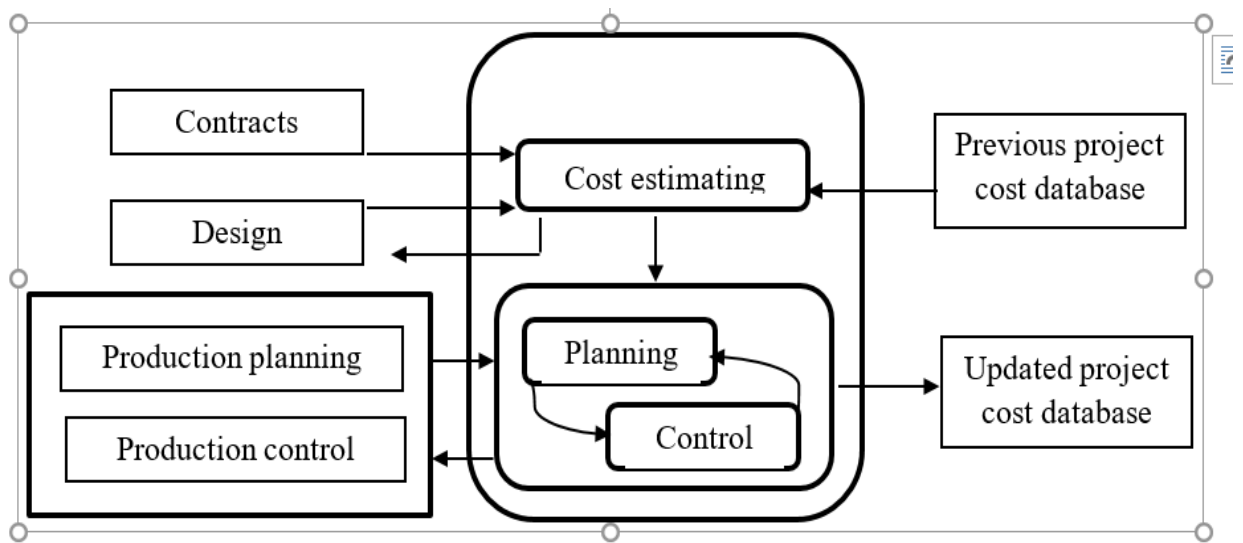 Contracts
Design
Production planning
Production control
Cost estimating
Planning
Control
Previous project
cost database
Updated project
cost database